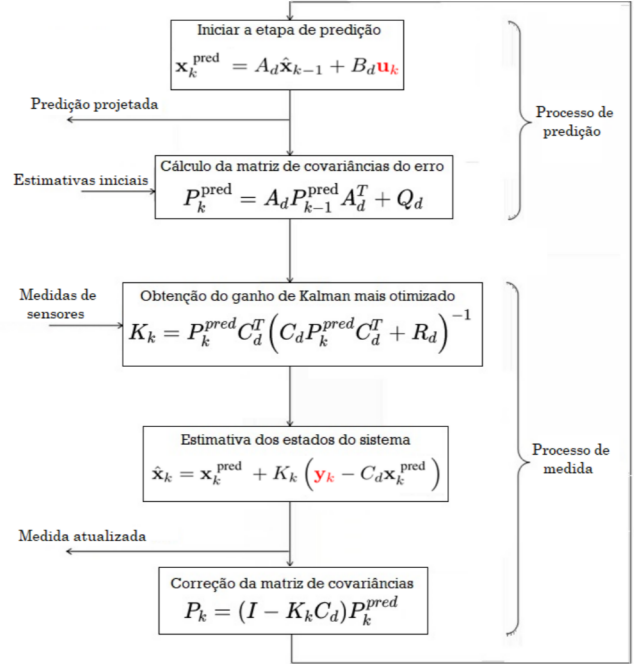 Iniciar a etapa de predição
x_k^pred = A_d x̂_{k-1} + B_d u_k
Predição projetada
Processo de
predição
Cálculo da matriz de covariâncias do erro
Estimativas iniciais
P_k^pred = A_d P_{k-1}^pred A_d^T + Q_d
Medidas de
sensores
Obtenção do ganho de Kalman mais otimizado
K_k = P_k^pred C_d^T (C_d P_k^pred C_d^T + R_d)^{-1}
Estimativa dos estados do sistema
x̂_k = x_k^pred + K_k (y_k − C_d x_k^pred)
Processo de
medida
Medida atualizada
Correção da matriz de covariâncias
P_k = (I − K_k C_d) P_k^pred